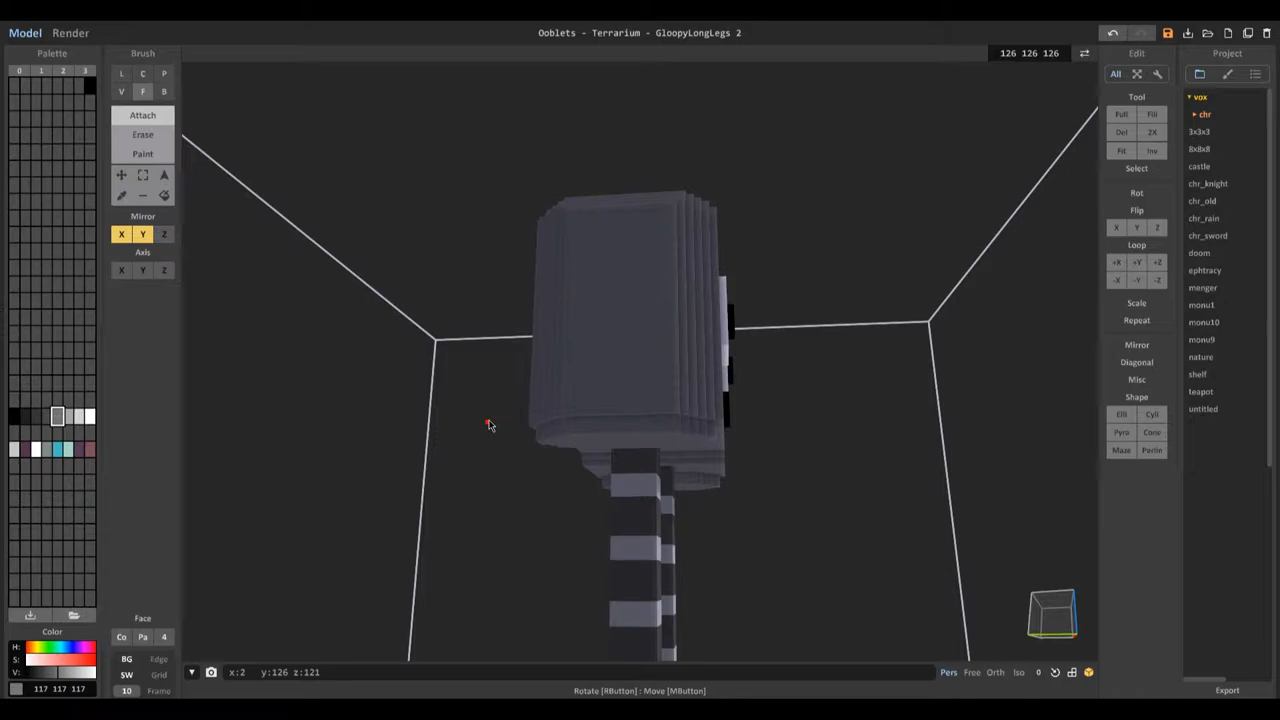 Model Render
Ooblets - Terrarium - GloopyLongLegs 2
Palette
0 1 2 3
Brush
L C P
V F B
Attach
Erase
Paint
Mirror
X Y Z
Axis
X Y Z
Face
Co Pa 4
BG Edge
SW Grid
10 Frame
Color
H:
S:
V:
117 117 117
126 126 126
x:2 y:126 z:121
Pers Free Orth Iso 0
Rotate [RButton] : Move [MButton]
Edit
All
Tool
Full Fill
Del 2X
Fit Inv
Select
Rot
Flip
X Y Z
Loop
+X +Y +Z
-X -Y -Z
Scale
Repeat
Mirror
Diagonal
Misc
Shape
Elli Cyli
Pyra Cone
Maze Perlin
Project
vox
chr
3x3x3
8x8x8
castle
chr_knight
chr_old
chr_rain
chr_sword
doom
ephtracy
menger
monu1
monu10
monu9
nature
shelf
teapot
untitled
Export